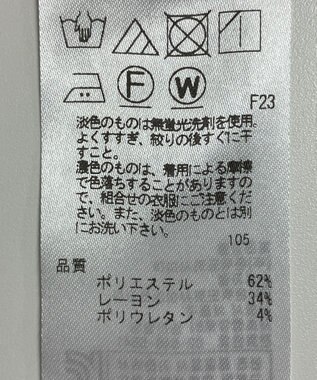 F W F23
淡色のものは無蛍光洗剤を使用。
よくすすぎ、絞りの後すぐに干
すこと。
濃色のものは、着用による摩擦
で色落ちすることがありますの
で、組合せの衣服にご注意くだ
さい。また、淡色のものとは別
にお洗い下さい。
105
品質
ポリエステル 62%
レーヨン 34%
ポリウレタン 4%